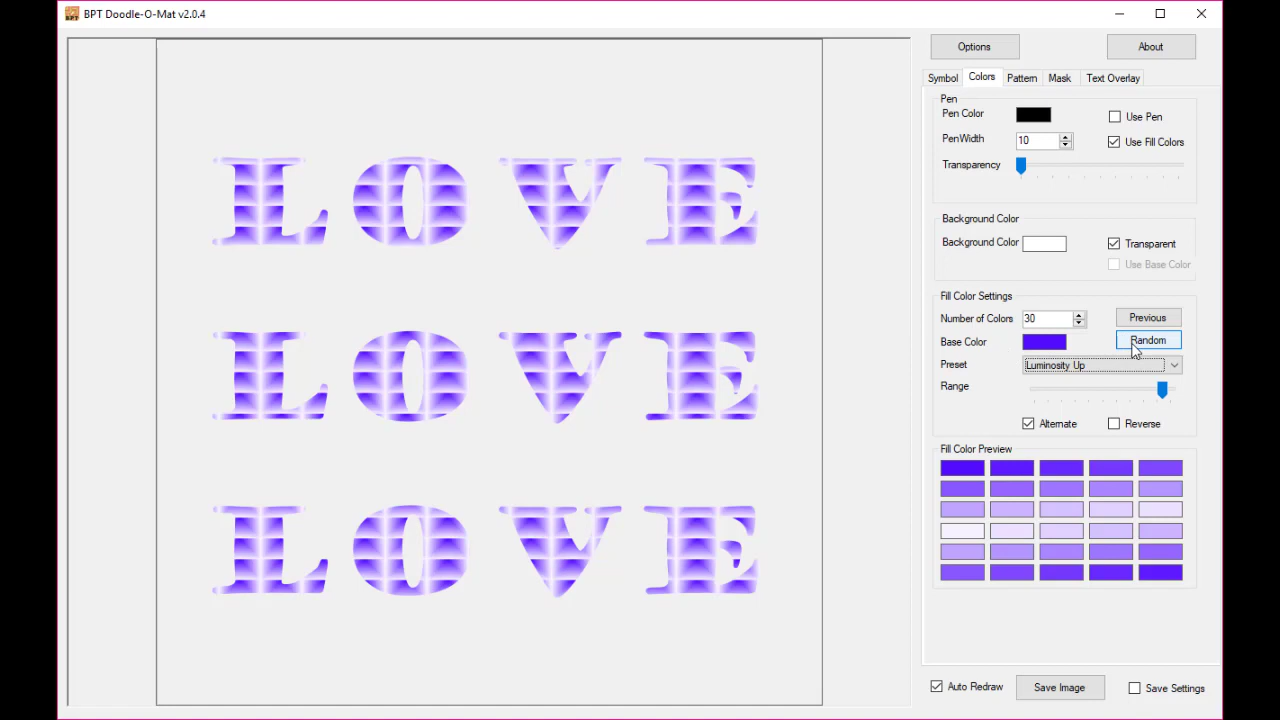 BPT Doodle-O-Mat v2.0.4
Options
About
Symbol
Colors
Pattern
Mask
Text Overlay
Pen
Pen Color
Use Pen
PenWidth
10
Use Fill Colors
Transparency
Background Color
Background Color
Transparent
Use Base Color
Fill Color Settings
Number of Colors
30
Previous
Base Color
Random
Preset
Luminosity Up
Range
Alternate
Reverse
Fill Color Preview
LOVE
LOVE
LOVE
Auto Redraw
Save Image
Save Settings